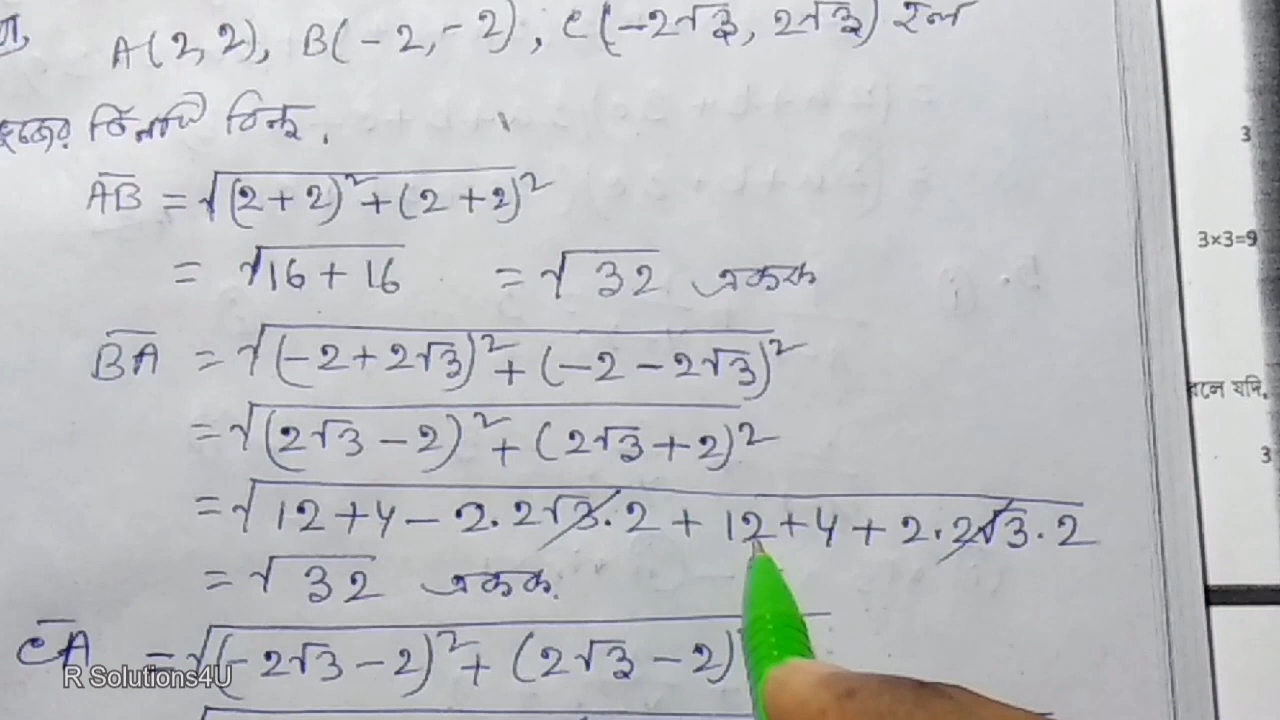 A(2,2), B(-2,-2), C(-2√3, 2√3) হল
বিন্দু.
AB = √(2+2)²+(2+2)²
= √16+16 = √32 একক
BA = √(-2+2√3)²+(-2-2√3)²
= √(2√3-2)²+(2√3+2)²
= √12+4-2.2√3.2+12+4+2.2√3.2
= √32 একক.
CA = √(-2√3-2)²+(2√3-2)
R Solutions4U
3
3×3=9
যদি,
3